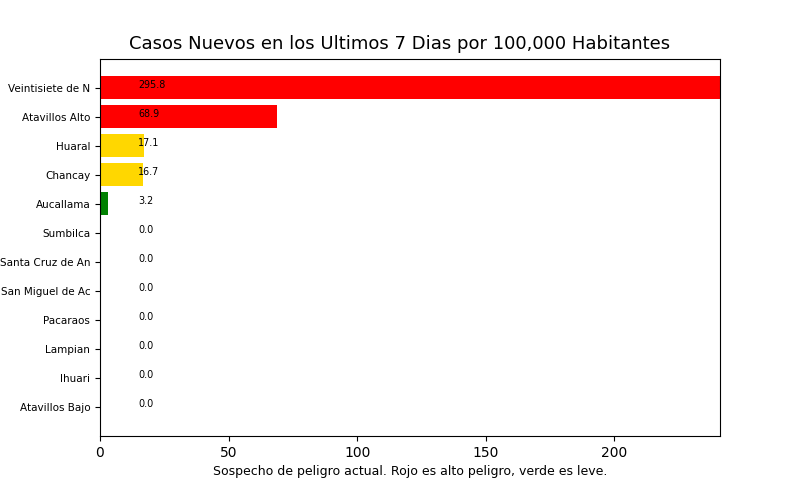 Casos Nuevos en los Ultimos 7 Dias por 100,000 Habitantes
Veintisiete de N 295.8
Atavillos Alto 68.9
Huaral 17.1
Chancay 16.7
Aucallama 3.2
Sumbilca 0.0
Santa Cruz de An 0.0
San Miguel de Ac 0.0
Pacaraos 0.0
Lampian 0.0
Ihuari 0.0
Atavillos Bajo 0.0
0 50 100 150 200
Sospecho de peligro actual. Rojo es alto peligro, verde es leve.